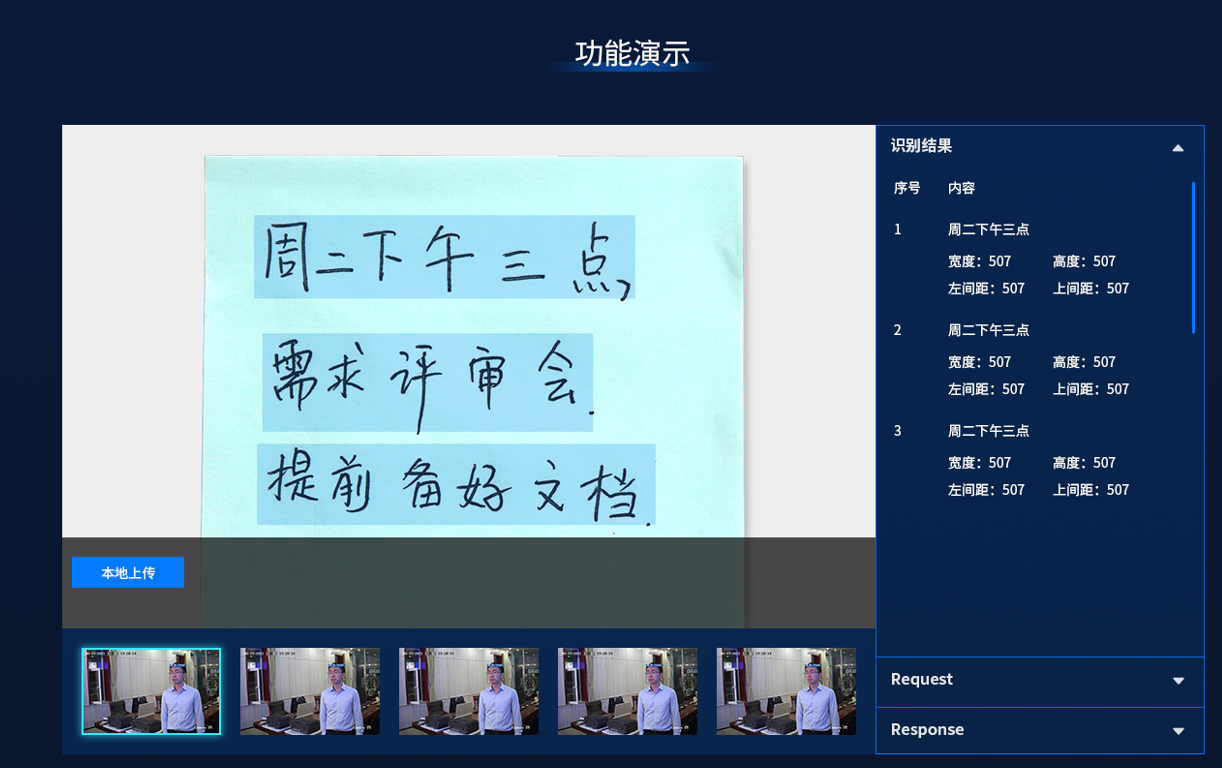 功能演示
周二下午三点,
需求评审会.
提前备好文档.
本地上传
识别结果
序号 内容
1 周二下午三点
宽度：507 高度：507
左间距：507 上间距：507
2 周二下午三点
宽度：507 高度：507
左间距：507 上间距：507
3 周二下午三点
宽度：507 高度：507
左间距：507 上间距：507
Request
Response